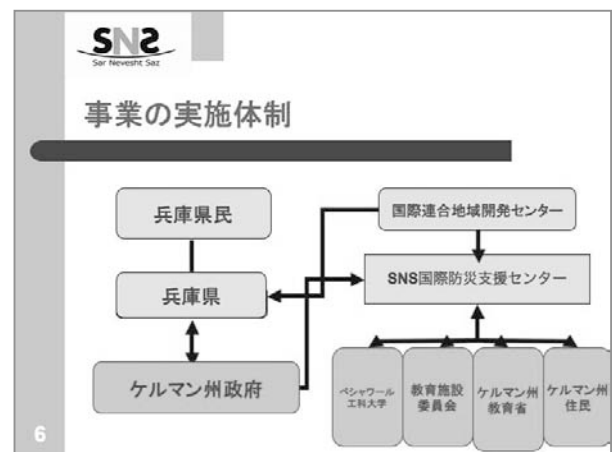 SNS
Sar Nevesht Saz
事業の実施体制
兵庫県民
国際連合地域開発センター
兵庫県
SNS国際防災支援センター
ケルマン州政府
ペシャワール
工科大学
教育施設
委員会
ケルマン州
教育省
ケルマン州
住民
6